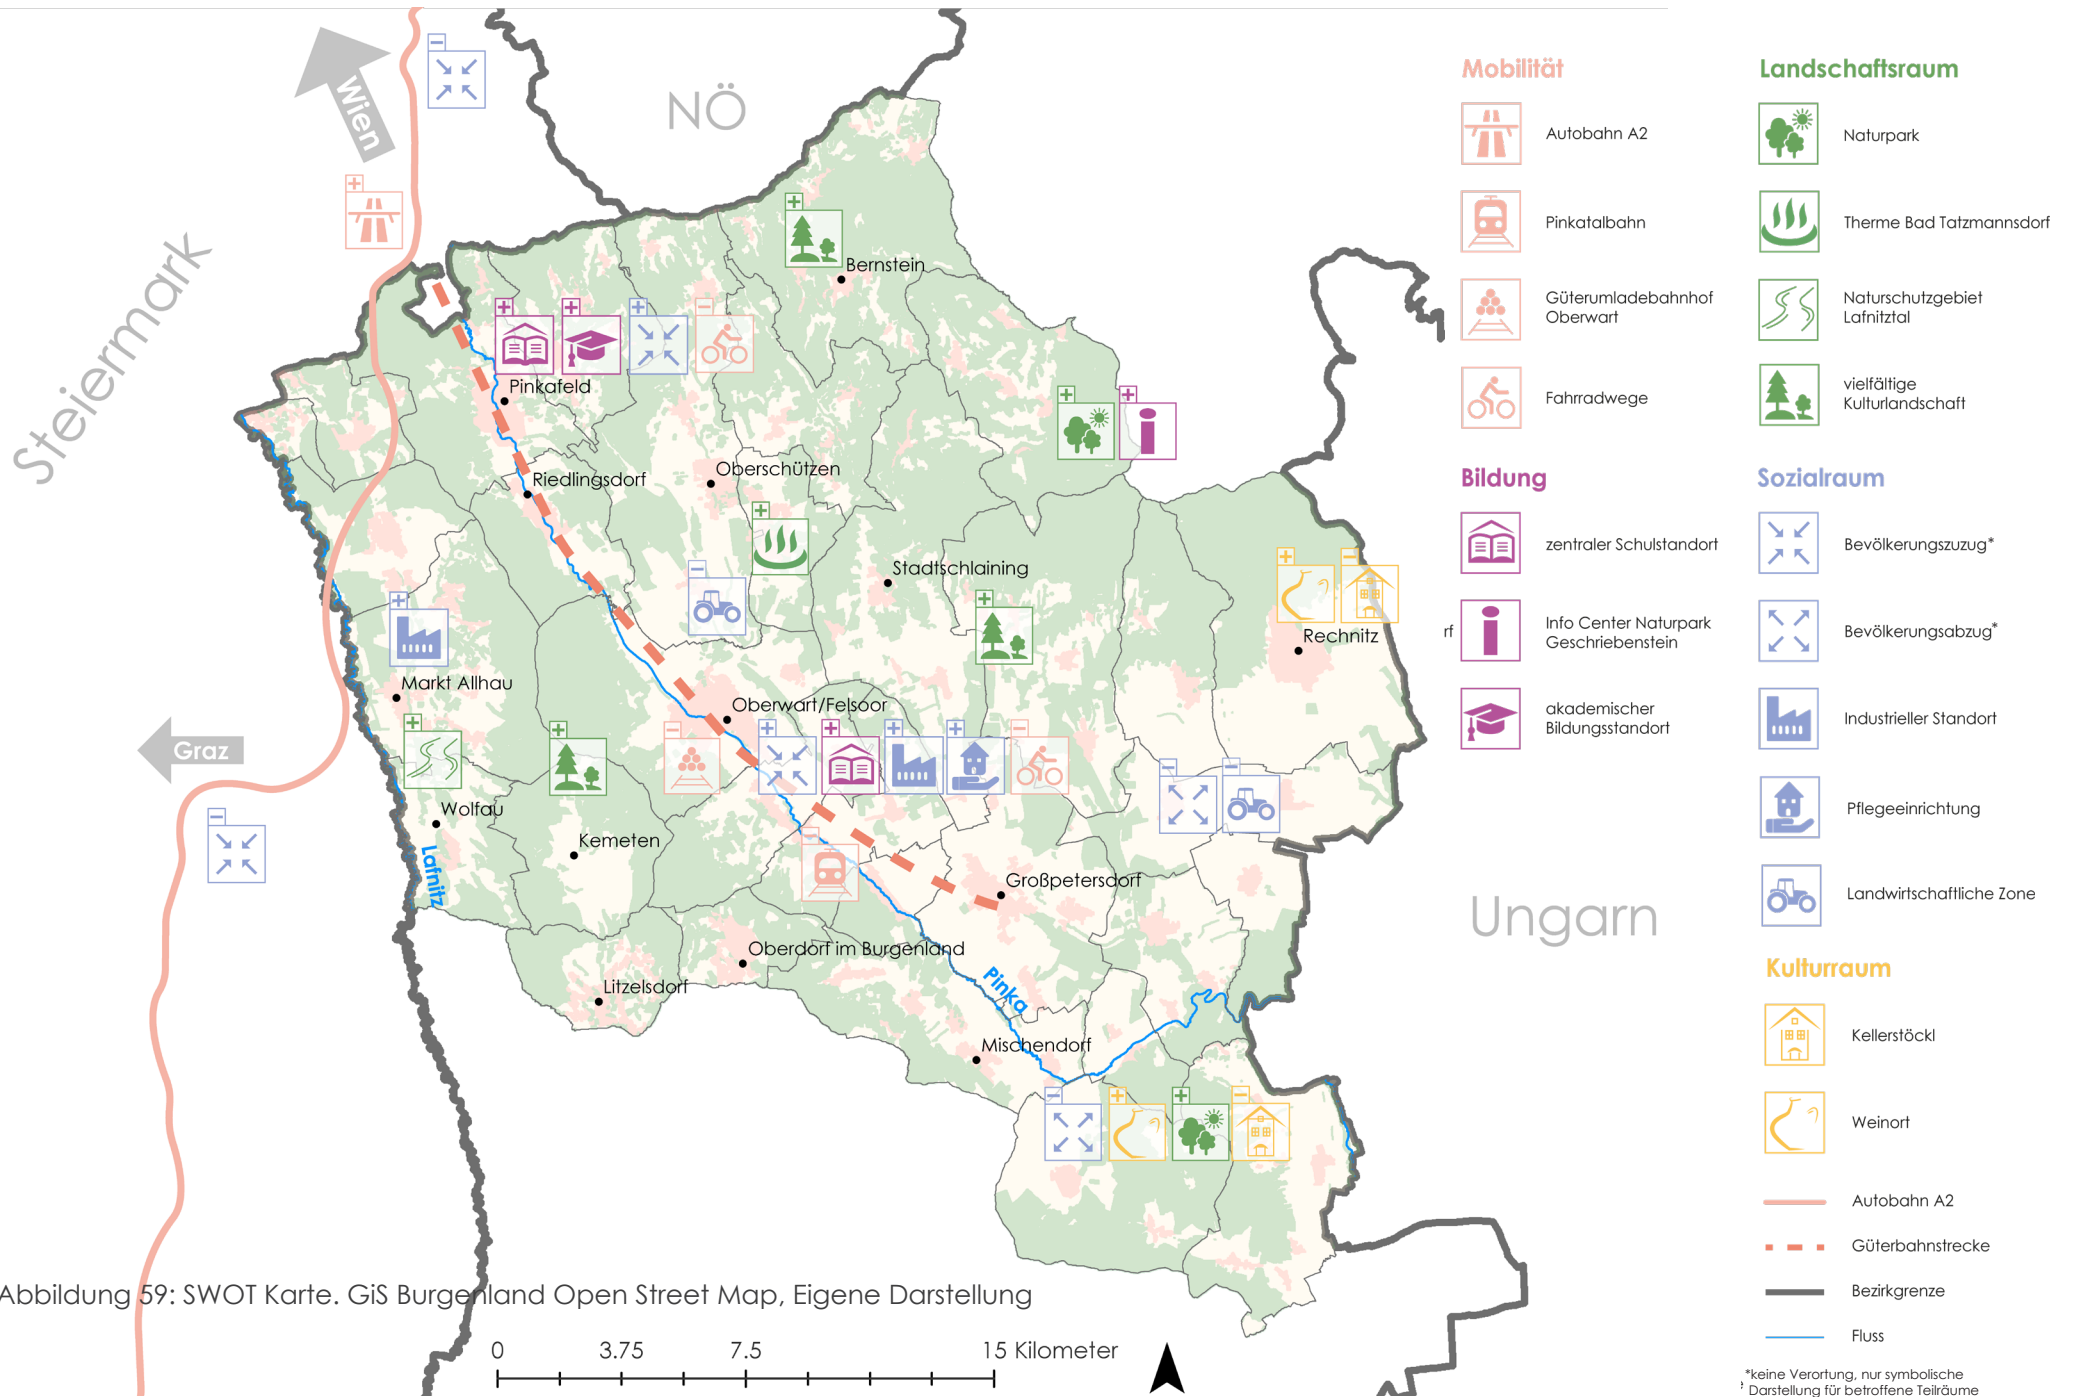 Wien
NÖ
Steiermark
Bernstein
Pinkafeld
Riedlingsdorf
Oberschützen
Stadtschlaining
Rechnitz
Markt Allhau
Oberwart/Felsöör
Graz
Wolfau
Lafnitz
Kemeten
Großpetersdorf
Ungarn
Oberdorf im Burgenland
Litzelsdorf
Pinka
Mischendorf
Abbildung 59: SWOT Karte. GiS Burgenland Open Street Map, Eigene Darstellung
0 3.75 7.5 15 Kilometer
Mobilität
Autobahn A2
Pinkatalbahn
Güterumladebahnhof
Oberwart
Fahrradwege
Bildung
zentraler Schulstandort
rf
Info Center Naturpark
Geschriebenstein
akademischer
Bildungsstandort
Landschaftsraum
Naturpark
Therme Bad Tatzmannsdorf
Naturschutzgebiet
Lafnitztal
vielfältige
Kulturlandschaft
Sozialraum
Bevölkerungszuzug*
Bevölkerungsabzug*
Industrieller Standort
Pflegeeinrichtung
Landwirtschaftliche Zone
Kulturraum
Kellerstöckl
Weinort
Autobahn A2
Güterbahnstrecke
Bezirkgrenze
Fluss
*keine Verortung, nur symbolische
Darstellung für betroffene Teilräume